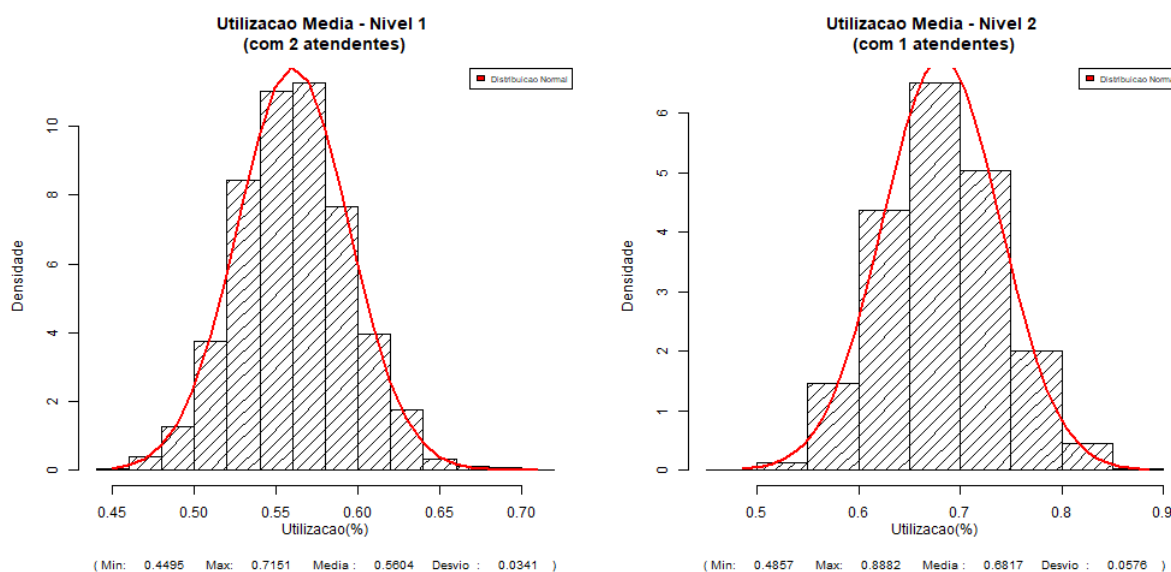 Utilizacao Media - Nivel 1
(com 2 atendentes)
Distribuicao Normal
Densidade
0 2 4 6 8 10
0.45 0.50 0.55 0.60 0.65 0.70
Utilizacao(%)
( Min: 0.4495 Max: 0.7151 Media : 0.5604 Desvio : 0.0341 )
Utilizacao Media - Nivel 2
(com 1 atendentes)
Distribuicao Norma
Densidade
0 1 2 3 4 5 6
0.5 0.6 0.7 0.8 0.9
Utilizacao(%)
( Min: 0.4857 Max: 0.8882 Media : 0.6817 Desvio : 0.0576 )